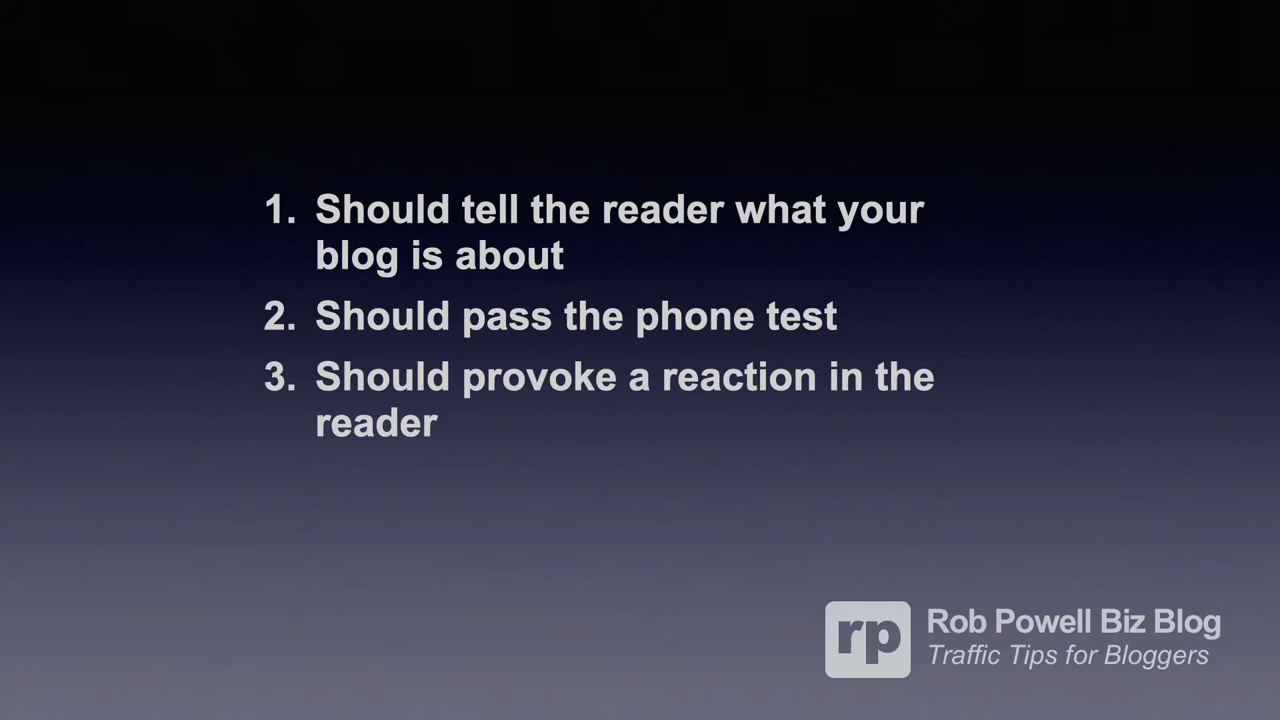 1. Should tell the reader what your
blog is about
2. Should pass the phone test
3. Should provoke a reaction in the
reader
rp
Rob Powell Biz Blog
Traffic Tips for Bloggers